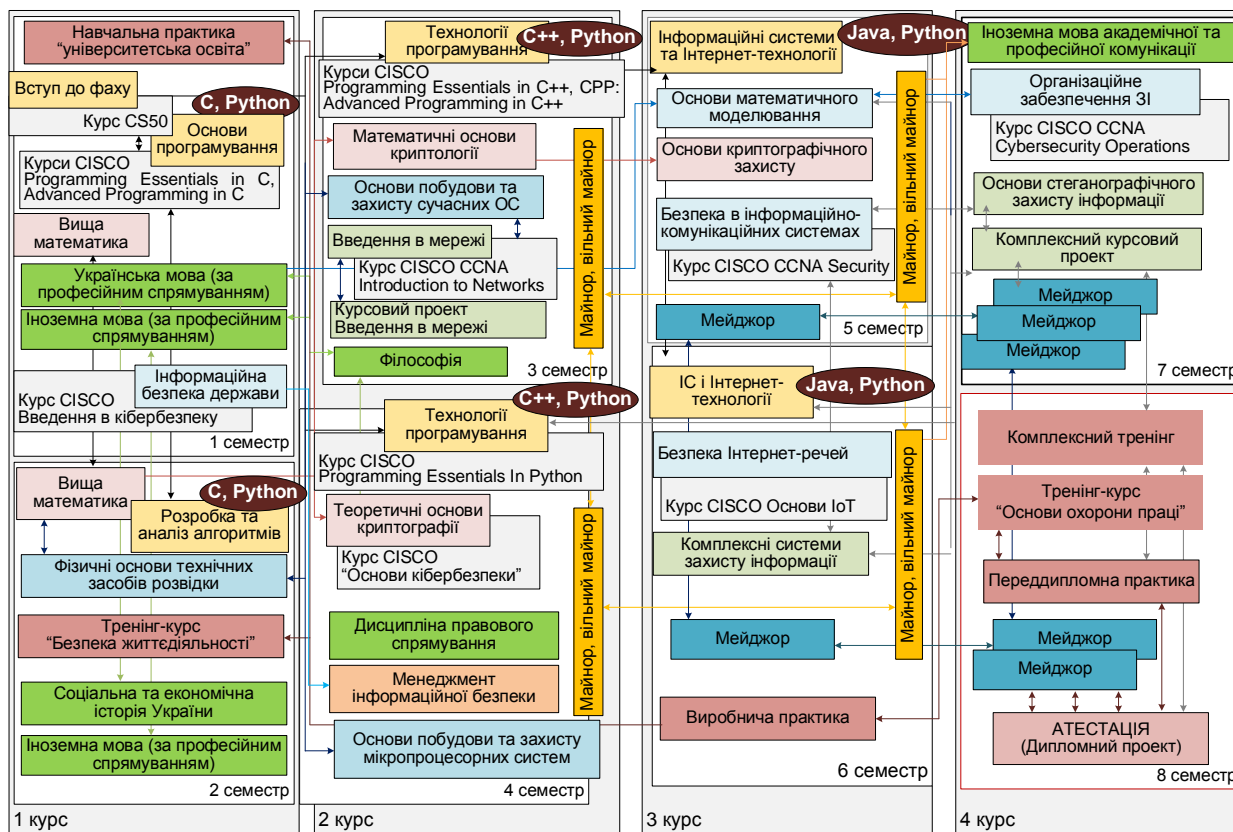 Навчальна практика
“університетська освіта”
Вступ до фаху
C, Python
Курс CS50
Основи
програмування
Курси CISCO
Programming Essentials in C,
Advanced Programming in C
Вища
математика
Українська мова (за
професійним спрямуванням)
Іноземна мова (за професійним
спрямуванням)
Інформаційна
безпека держави
Курс CISCO
Введення в кібербезпеку
1 семестр
Вища
математика
C, Python
Розробка та
аналіз алгоритмів
Фізичні основи технічних
засобів розвідки
Тренінг-курс
“Безпека життєдіяльності”
Соціальна та економічна
історія України
Іноземна мова (за професійним
спрямуванням)
2 семестр
1 курс
Технології
програмування
C++, Python
Курси CISCO
Programming Essentials in C++, CPP:
Advanced Programming in C++
Математичні основи
криптології
Основи побудови та
захисту сучасних ОС
Введення в мережі
Курс CISCO CCNA
Introduction to Networks
Курсовий проект
Введення в мережі
Філософія
Майнор, вільний майнор
3 семестр
C++, Python
Технології
програмування
Курс CISCO
Programming Essentials In Python
Теоретичні основи
криптографії
Курс CISCO
“Основи кібербезпеки”
Дисципліна правового
спрямування
Менеджмент
інформаційної безпеки
Основи побудови та захисту
мікропроцесорних систем
Майнор, вільний майнор
4 семестр
2 курс
Інформаційні системи
та Інтернет-технології
Java, Python
Основи математичного
моделювання
Основи криптографічного
захисту
Безпека в інформаційно-
комунікаційних системах
Курс CISCO CCNA Security
Мейджор
Майнор, вільний майнор
5 семестр
ІС і Інтернет-
технології
Java, Python
Безпека Інтернет-речей
Курс CISCO Основи IoT
Комплексні системи
захисту інформації
Мейджор
Виробнича практика
Майнор, вільний майнор
6 семестр
3 курс
Іноземна мова академічної та
професійної комунікації
Організаційне
забезпечення ЗІ
Курс CISCO CCNA
Cybersecurity Operations
Основи стеганографічного
захисту інформації
Комплексний курсовий
проект
Мейджор
Мейджор
Мейджор
7 семестр
Комплексний тренінг
Тренінг-курс
“Основи охорони праці”
Переддипломна практика
Мейджор
Мейджор
АТЕСТАЦІЯ
(Дипломний проект)
8 семестр
4 курс